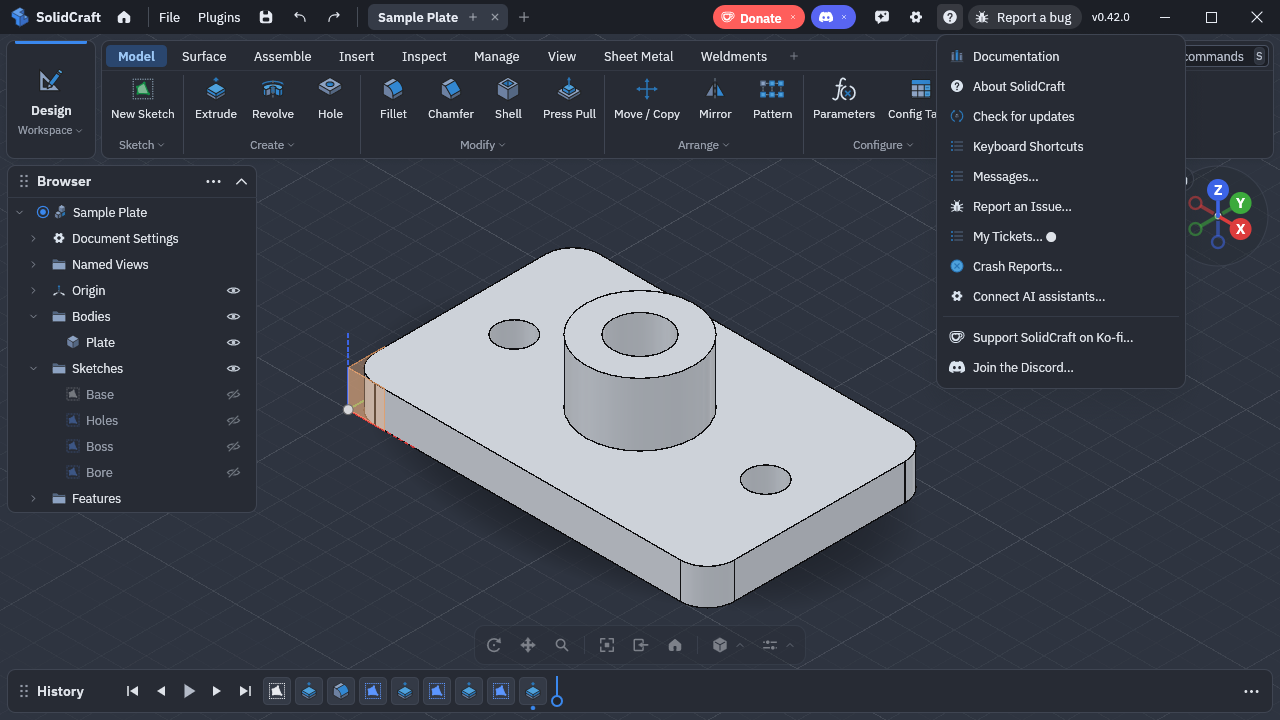 SolidCraft
File
Plugins
Sample Plate
Donate
Report a bug
v0.42.0
Design
Workspace
Model
Surface
Assemble
Insert
Inspect
Manage
View
Sheet Metal
Weldments
commands
S
New Sketch
Extrude
Revolve
Hole
Fillet
Chamfer
Shell
Press Pull
Move / Copy
Mirror
Pattern
Parameters
Config Ta
Sketch
Create
Modify
Arrange
Configure
Documentation
About SolidCraft
Check for updates
Keyboard Shortcuts
Messages...
Report an Issue...
My Tickets...
Crash Reports...
Connect AI assistants...
Support SolidCraft on Ko-fi...
Join the Discord...
Z
Y
X
Browser
Sample Plate
Document Settings
Named Views
Origin
Bodies
Plate
Sketches
Base
Holes
Boss
Bore
Features
History